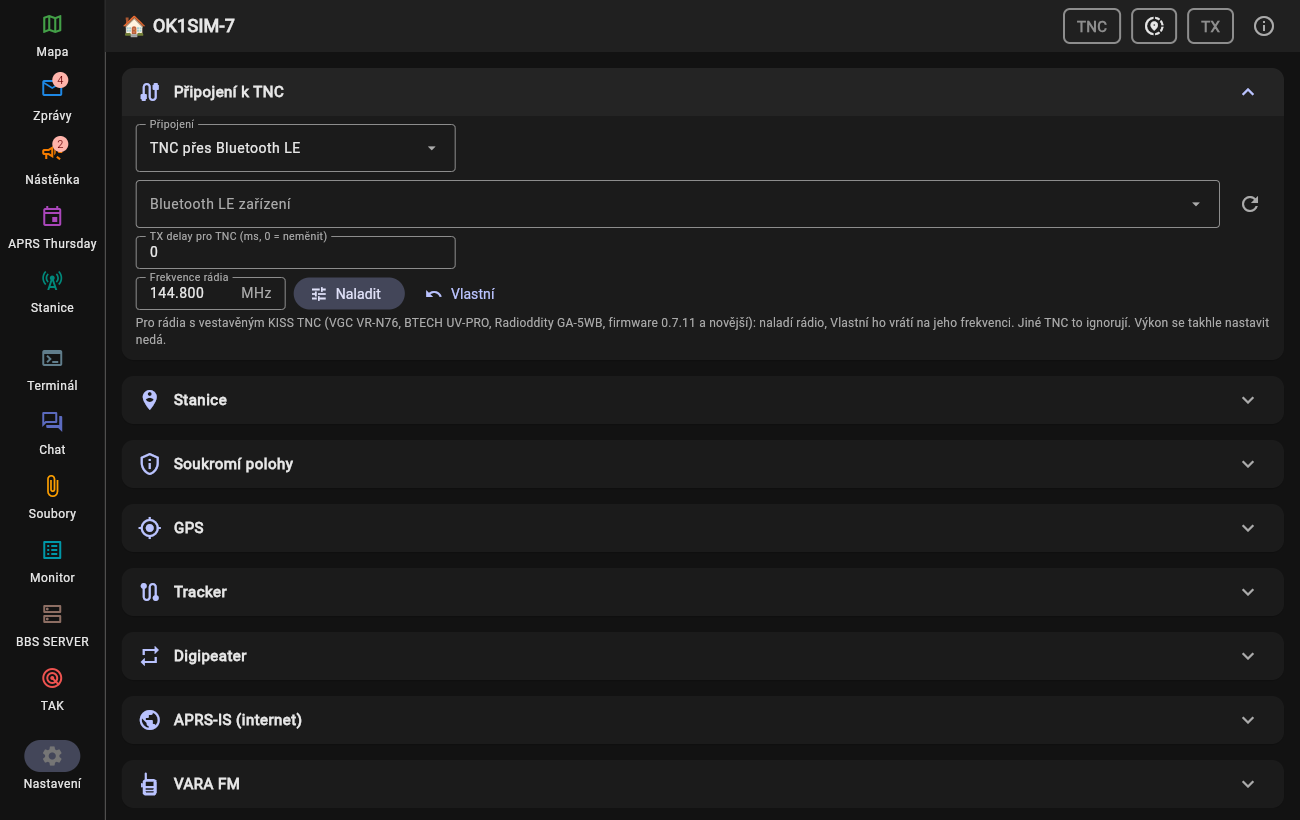 OK1SIM-7
TNC
TX
Mapa
4
Zprávy
2
Nástěnka
APRS Thursday
Stanice
Terminál
Chat
Soubory
Monitor
BBS SERVER
TAK
Nastavení
Připojení k TNC
Připojení
TNC přes Bluetooth LE
Bluetooth LE zařízení
TX delay pro TNC (ms, 0 = neměnit)
0
Frekvence rádia
144.800 MHz
Naladit
Vlastní
Pro rádia s vestavěným KISS TNC (VGC VR-N76, BTECH UV-PRO, Radioddity GA-5WB, firmware 0.7.11 a novější): naladí rádio, Vlastní ho vrátí na jeho frekvenci. Jiné TNC to ignorují. Výkon se takhle nastavit
nedá.
Stanice
Soukromí polohy
GPS
Tracker
Digipeater
APRS-IS (internet)
VARA FM